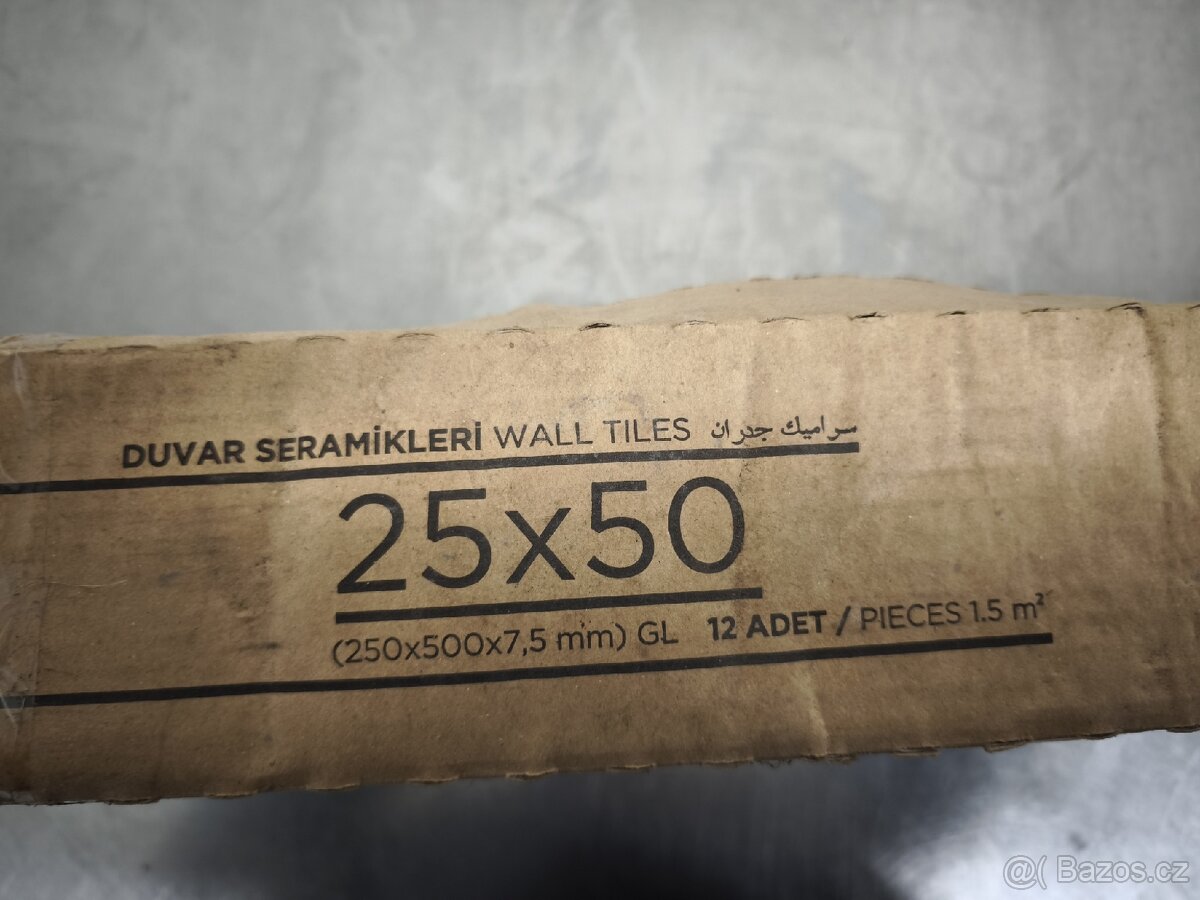 DUVAR SERAMİKLERİ WALL TILES سراميك جدران
25x50
(250x500x7,5 mm) GL 12 ADET / PIECES 1.5 m²
@( Bazos.cz